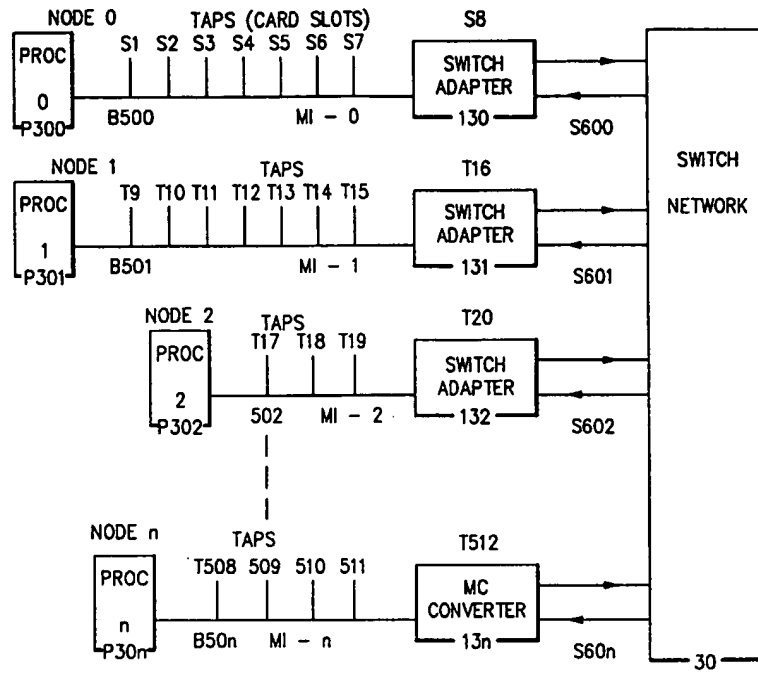 NODE 0
TAPS (CARD SLOTS)
S8
S1 S2 S3 S4 S5 S6 S7
PROC
0
P300
B500
MI - 0
SWITCH
ADAPTER
130
S600
SWITCH
NETWORK
30
NODE 1
TAPS
T16
T9 T10 T11 T12 T13 T14 T15
PROC
1
P301
B501
MI - 1
SWITCH
ADAPTER
131
S601
NODE 2
TAPS
T20
T17 T18 T19
PROC
2
P302
502
MI - 2
SWITCH
ADAPTER
132
S602
NODE n
TAPS
T512
T508 509 510 511
PROC
n
P30n
B50n
MI - n
MC
CONVERTER
13n
S60n